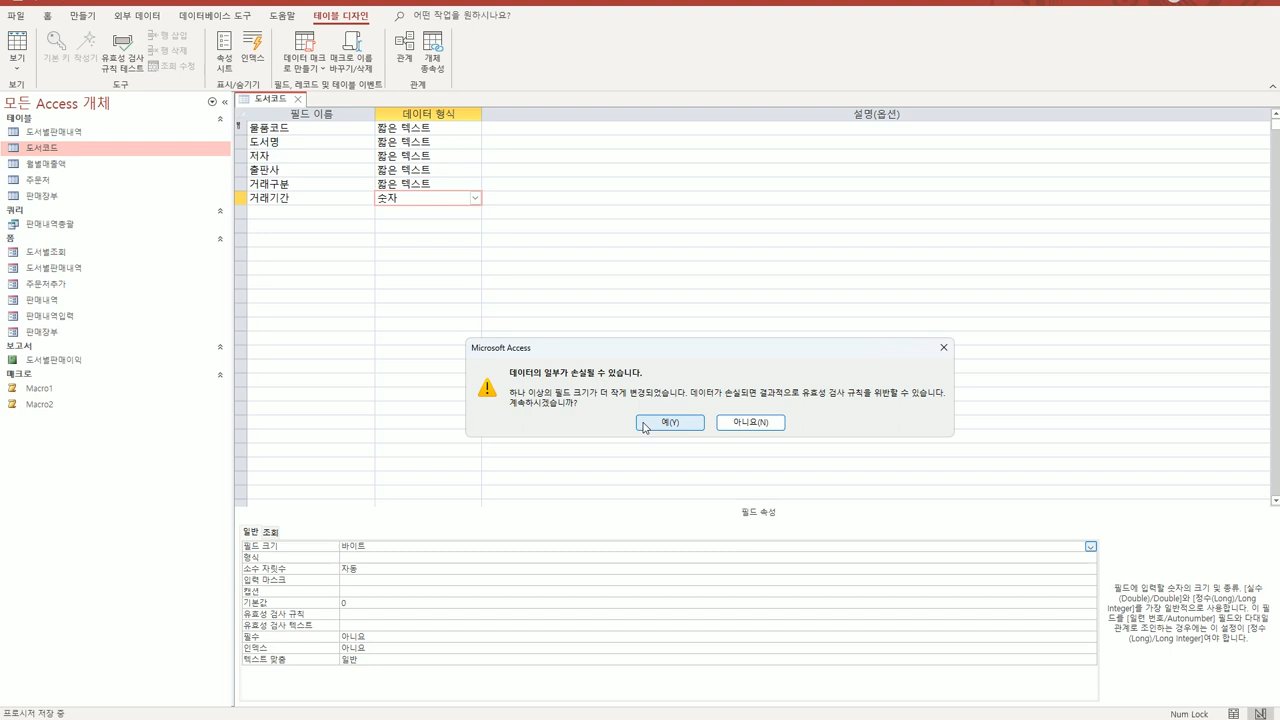 파일 홈 만들기 외부 데이터 데이터베이스 도구 도움말 테이블 디자인 어떤 작업을 원하시나요?
보기
기본 키
작성기
유효성 검사
규칙 테스트
행 삽입
행 삭제
조회 수정
속성
시트
인덱스
데이터 매크
로 만들기
매크로 이름
바꾸기/삭제
관계
개체
종속성
보기 도구 표시/숨기기 필드, 레코드 및 테이블 이벤트 관계
모든 Access 개체
테이블
도서별판매내역
도서코드
월별매출액
주문저
판매장부
쿼리
판매내역총괄
폼
도서별조회
도서별판매내역
주문저추가
판매내역
판매내역입력
판매장부
보고서
도서별판매이익
매크로
Macro1
Macro2
도서코드
필드 이름 데이터 형식 설명(옵션)
물품코드 짧은 텍스트
도서명 짧은 텍스트
저자 짧은 텍스트
출판사 짧은 텍스트
거래구분 짧은 텍스트
거래기간 숫자
Microsoft Access
데이터의 일부가 손실될 수 있습니다.
하나 이상의 필드 크기가 더 작게 변경되었습니다. 데이터가 손실되면 결과적으로 유효성 검사 규칙을 위반할 수 있습니다.
계속하시겠습니까?
예(Y) 아니요(N)
필드 속성
일반 조회
필드 크기 바이트
형식
소수 자릿수 자동
입력 마스크
캡션
기본값 0
유효성 검사 규칙
유효성 검사 텍스트
필수 아니요
인덱스 아니요
텍스트 맞춤 일반
필드에 입력할 숫자의 크기 및 종류. [실수
(Double)/Double]와 [정수(Long)/Long
Integer]를 가장 일반적으로 사용합니다. 이 필
드를 [일련 번호/Autonumber] 필드와 다대일
관계로 조인하는 경우에는 이 설정이 [정수
(Long)/Long Integer]여야 합니다.
프로시저 저장 중 Num Lock